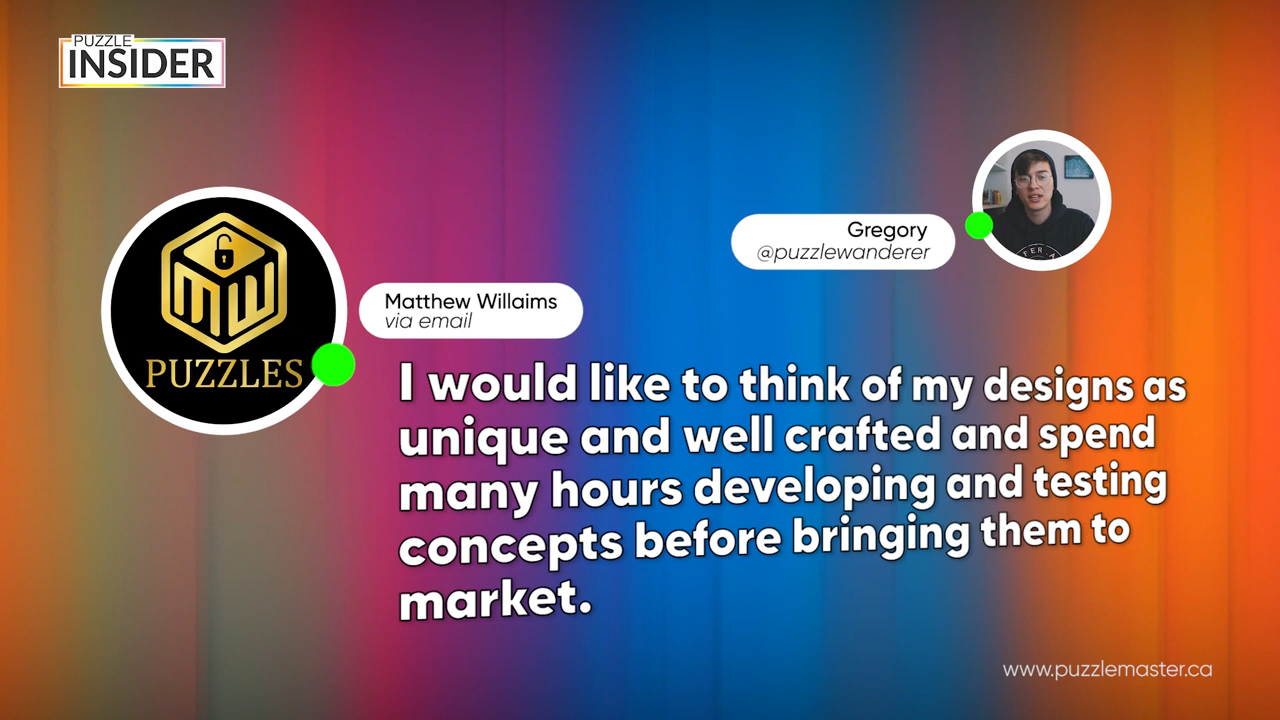 PUZZLE
INSIDER
MW
PUZZLES
Matthew Willaims
via email
Gregory
@puzzlewanderer
I would like to think of my designs as
unique and well crafted and spend
many hours developing and testing
concepts before bringing them to
market.
www.puzzlemaster.ca